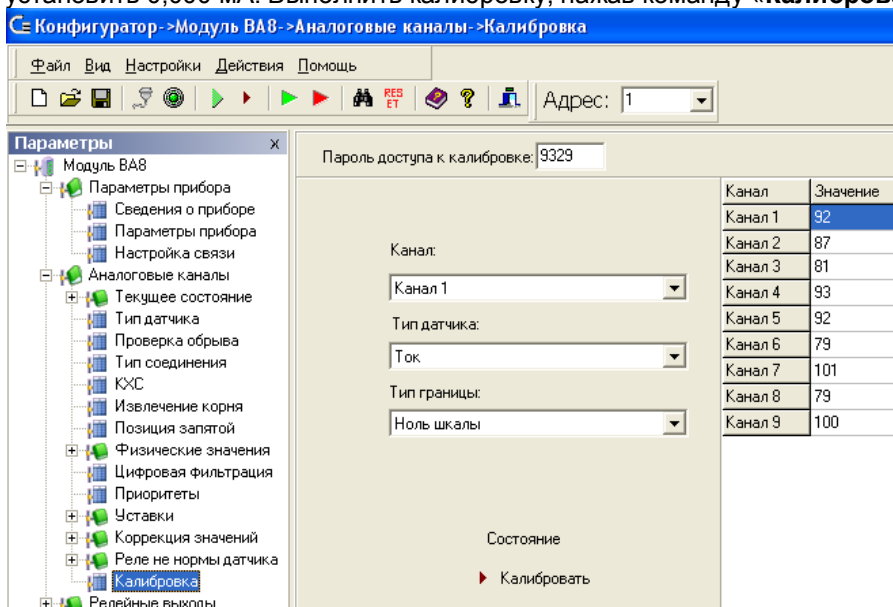 установить 0,000 мА. Выполнить калибровку, нажав команду «Калибров
Конфигуратор->Модуль ВА8->Аналоговые каналы->Калибровка
Файл Вид Настройки Действия Помощь
RES
ET
Адрес: 1
Параметры x
Модуль ВА8
Параметры прибора
Сведения о приборе
Параметры прибора
Настройка связи
Аналоговые каналы
Текущее состояние
Тип датчика
Проверка обрыва
Тип соединения
КХС
Извлечение корня
Позиция запятой
Физические значения
Цифровая фильтрация
Приоритеты
Уставки
Коррекция значений
Реле не нормы датчика
Калибровка
Релейные выходы
Пароль доступа к калибровке: 9329
Канал:
Канал 1
Тип датчика:
Ток
Тип границы:
Ноль шкалы
Состояние
Калибровать
Канал Значение
Канал 1 92
Канал 2 87
Канал 3 81
Канал 4 93
Канал 5 92
Канал 6 79
Канал 7 101
Канал 8 79
Канал 9 100